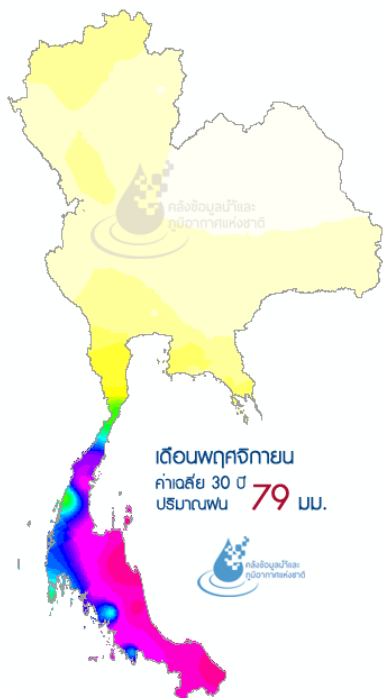 คลังข้อมูลน้ำและ
ภูมิอากาศแห่งชาติ
เดือนพฤศจิกายน
ค่าเฉลี่ย 30 ปี
ปริมาณฝน 79 มม.
คลังข้อมูลน้ำและ
ภูมิอากาศแห่งชาติ